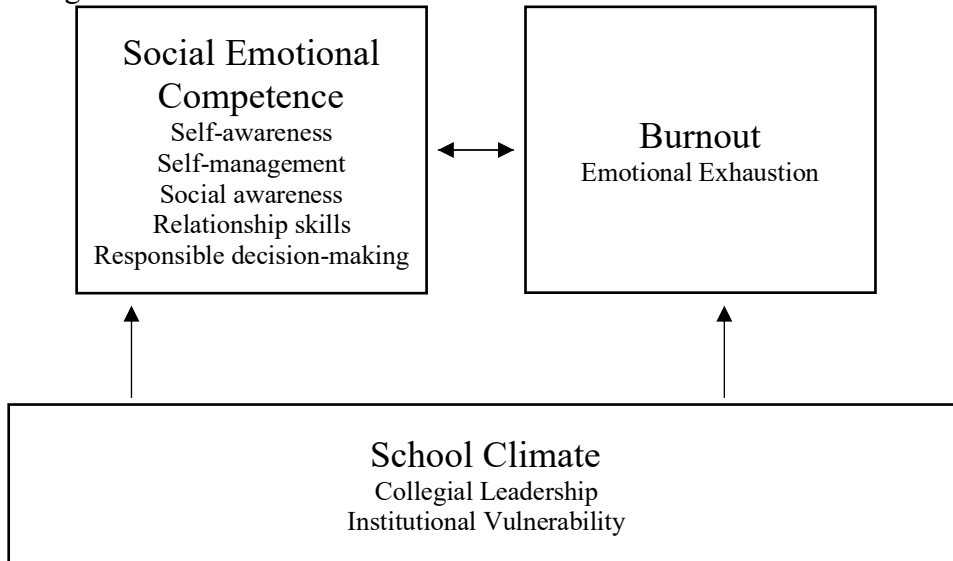 Social Emotional
Competence
Self-awareness
Self-management
Social awareness
Relationship skills
Responsible decision-making
Burnout
Emotional Exhaustion
School Climate
Collegial Leadership
Institutional Vulnerability